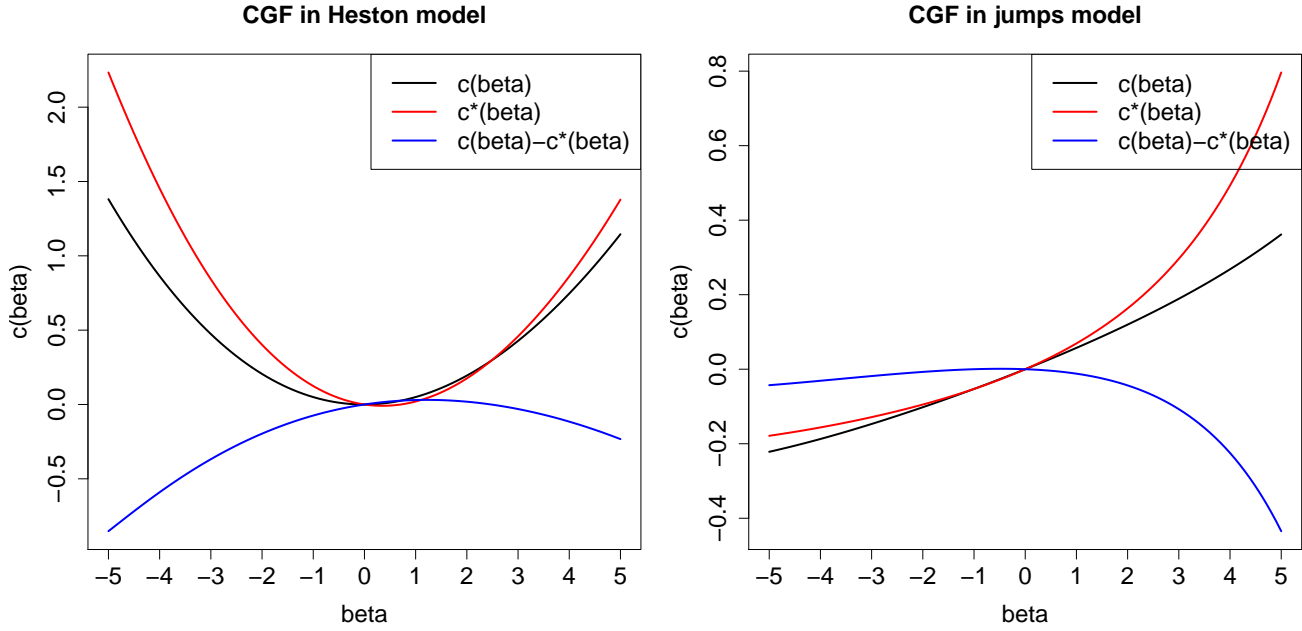 CGF in Heston model
c(beta)
c*(beta)
c(beta)−c*(beta)
2.0
1.5
1.0
0.5
0.0
−0.5
c(beta)
−5 −4 −3 −2 −1 0 1 2 3 4 5
beta
CGF in jumps model
c(beta)
c*(beta)
c(beta)−c*(beta)
0.8
0.6
0.4
0.2
0.0
−0.2
−0.4
c(beta)
−5 −4 −3 −2 −1 0 1 2 3 4 5
beta